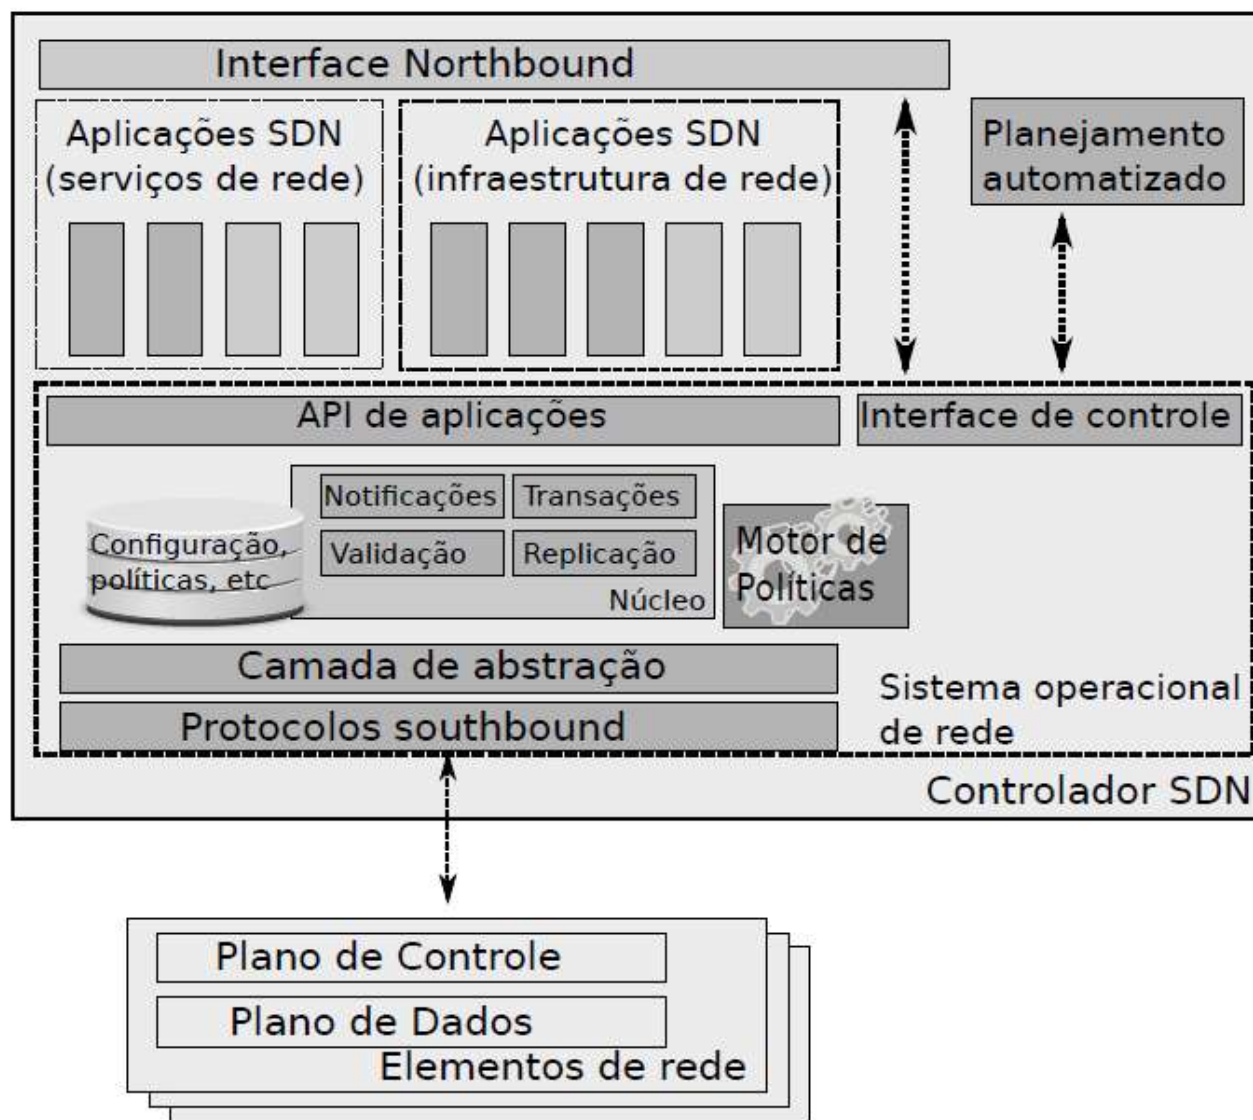 Interface Northbound
Aplicações SDN
(serviços de rede)
Aplicações SDN
(infraestrutura de rede)
Planejamento
automatizado
API de aplicações
Interface de controle
Configuração,
políticas, etc
Notificações
Transações
Validação
Replicação
Núcleo
Motor de
Políticas
Camada de abstração
Protocolos southbound
Sistema operacional
de rede
Controlador SDN
Plano de Controle
Plano de Dados
Elementos de rede